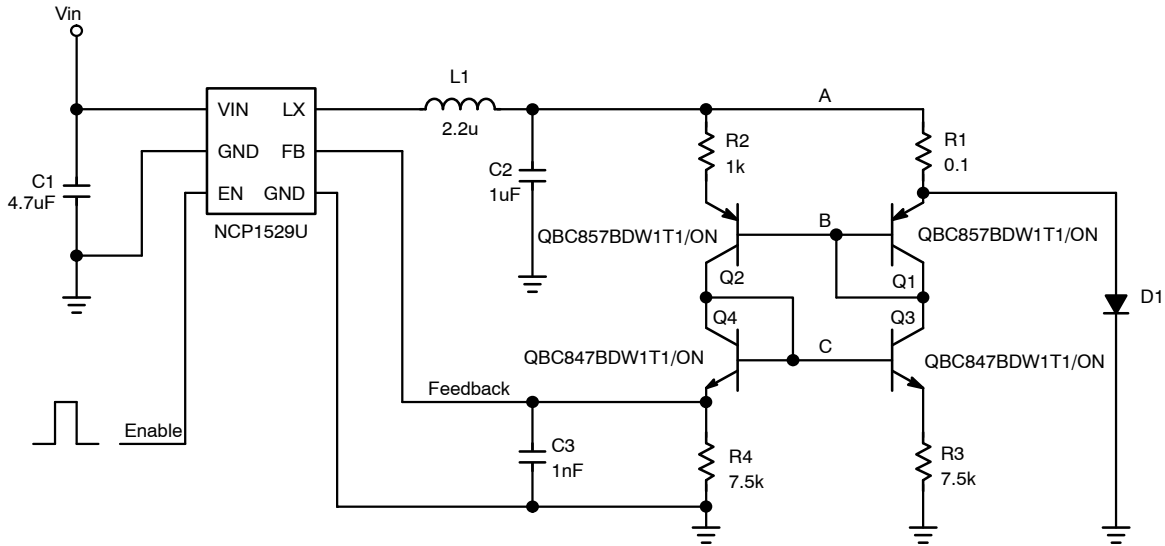 Vin
L1
2.2u
A
VIN LX
GND FB
EN GND
NCP1529U
C1
4.7uF
C2
1uF
R2
1k
R1
0.1
B
QBC857BDW1T1/ON
QBC857BDW1T1/ON
Q2
Q1
D1
Q4
Q3
C
QBC847BDW1T1/ON
QBC847BDW1T1/ON
Feedback
Enable
C3
1nF
R4
7.5k
R3
7.5k